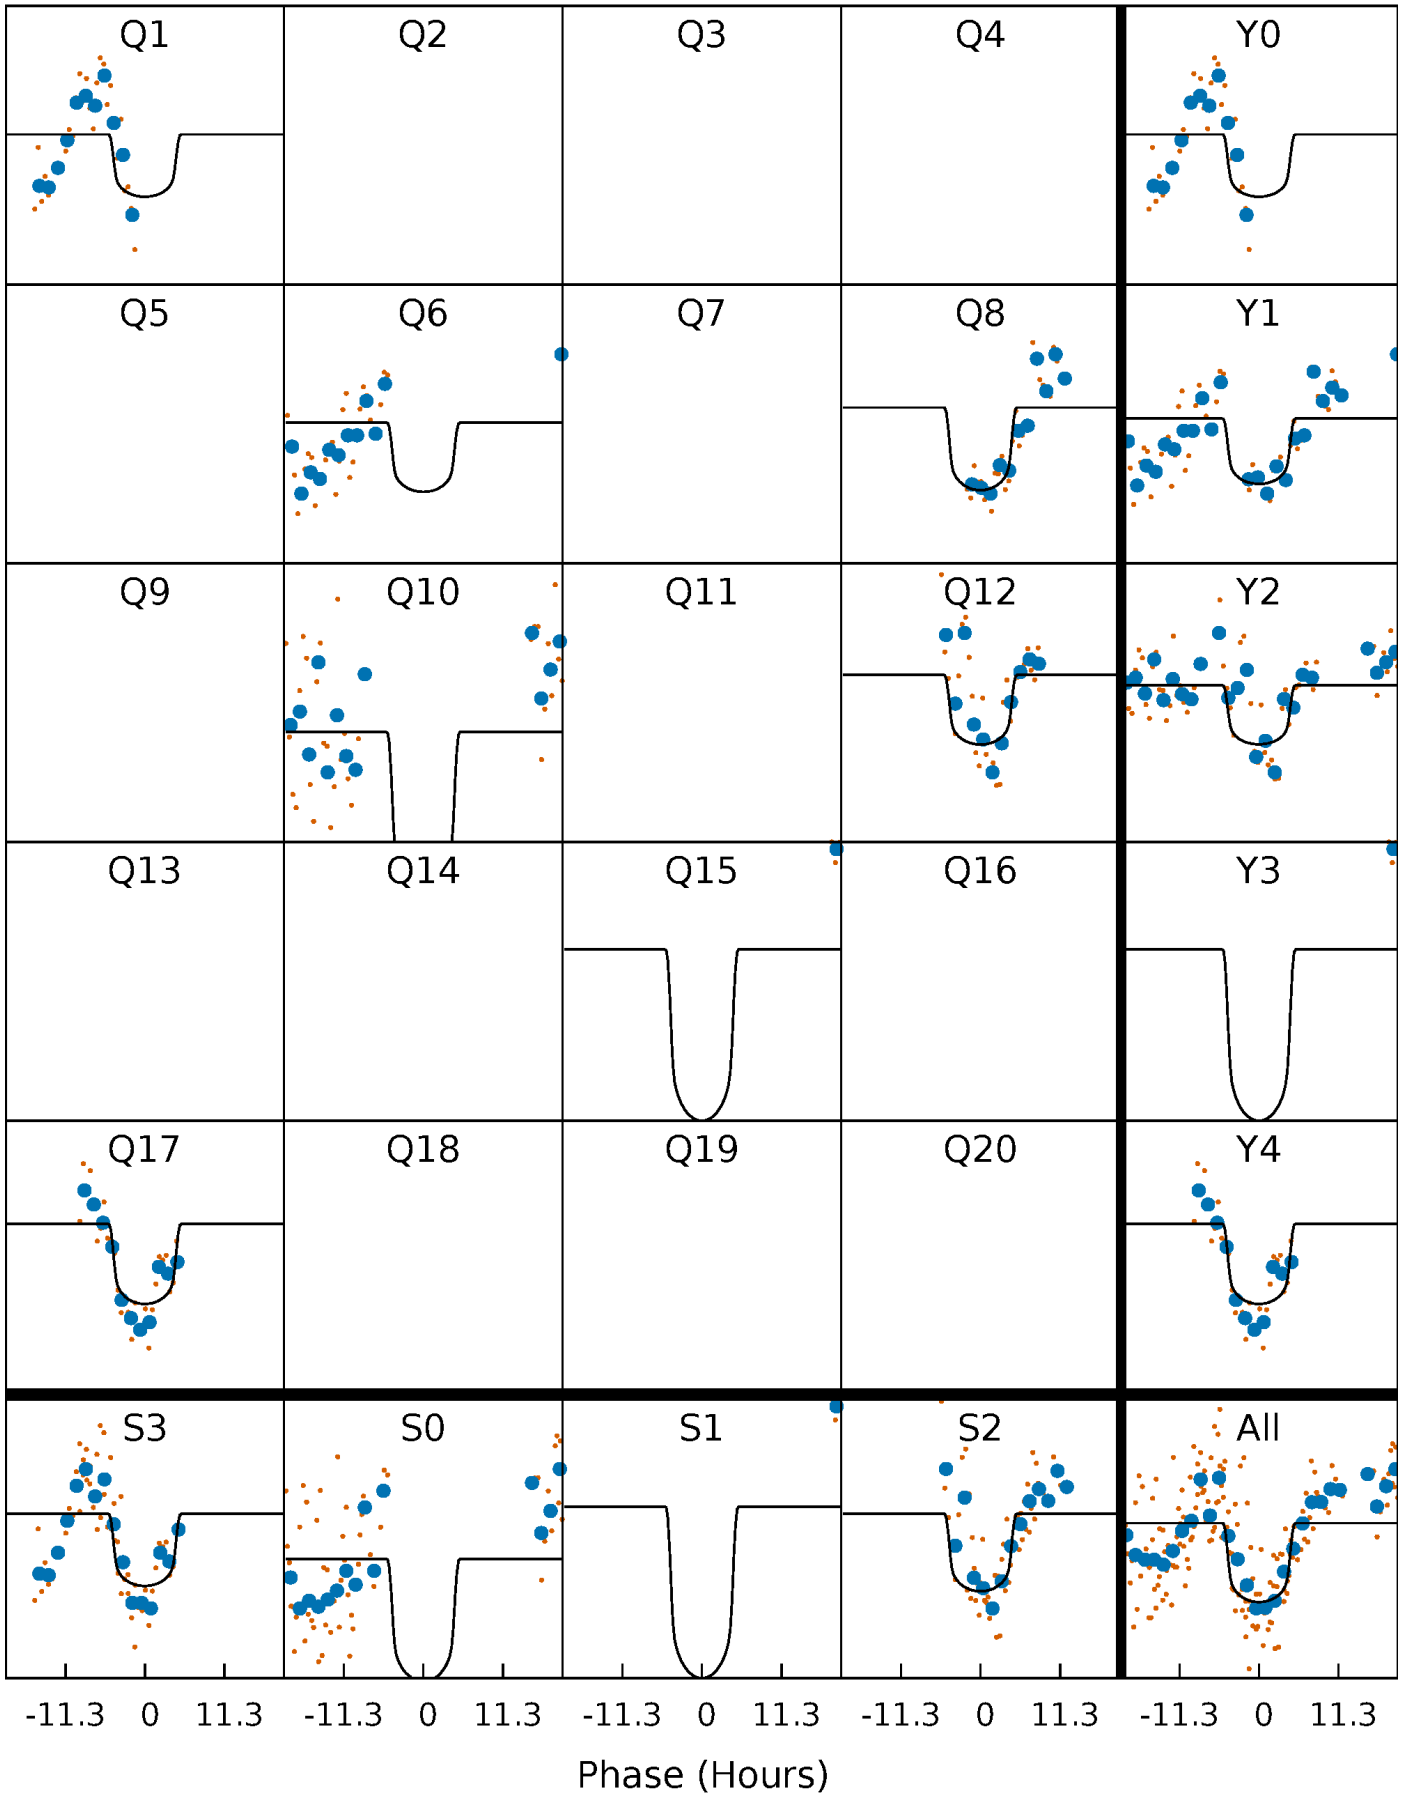 Q1 Q2 Q3 Q4 Y0
Q5 Q6 Q7 Q8 Y1
Q9 Q10 Q11 Q12 Y2
Q13 Q14 Q15 Q16 Y3
Q17 Q18 Q19 Q20 Y4
S3 S0 S1 S2 All
-11.3 0 11.3 -11.3 0 11.3 -11.3 0 11.3 -11.3 0 11.3 -11.3 0 11.3
Phase (Hours)